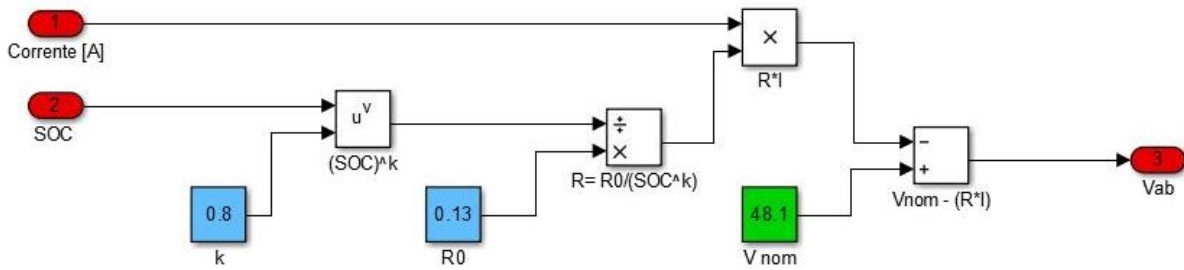 1
Corrente [A]
×
R*I
2
SOC
u^v
(SOC)^k
÷
×
R= R0/(SOC^k)
−
+
Vnom - (R*I)
3
Vab
0.8
k
0.13
R0
48.1
V nom